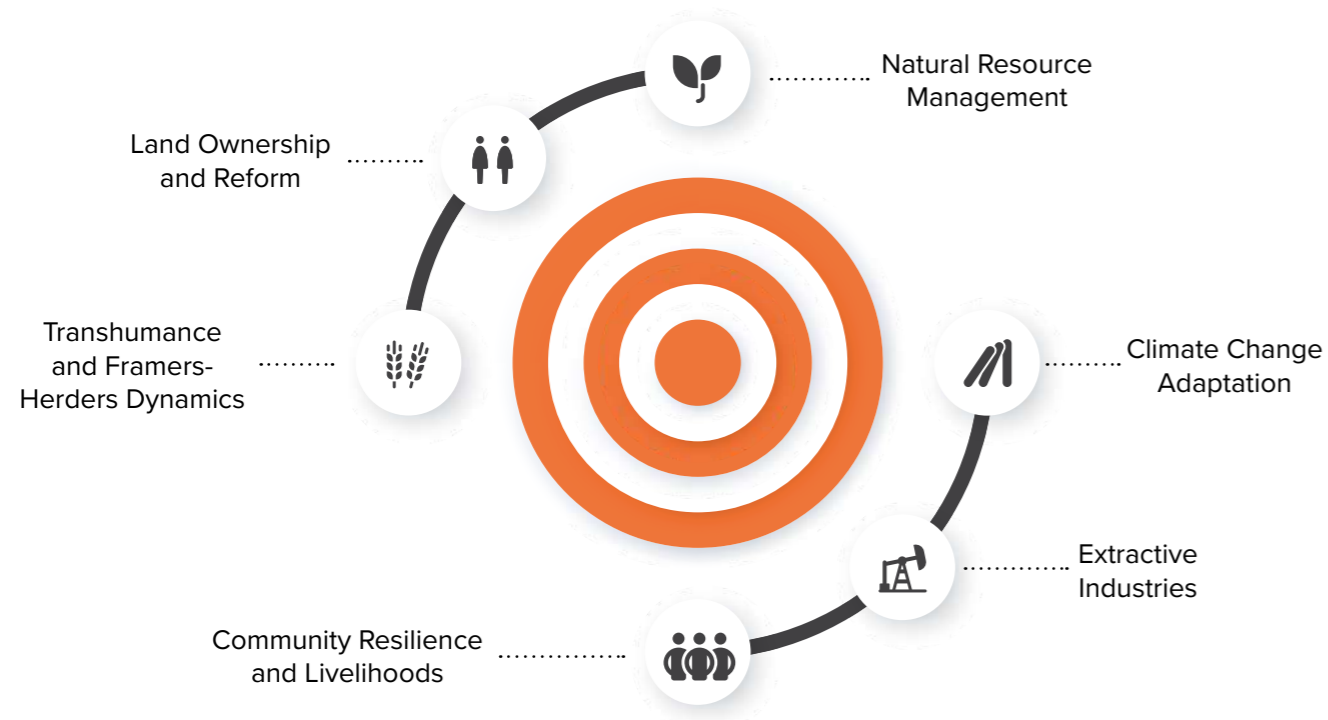 Natural Resource
Management
Land Ownership
and Reform
Transhumance
and Framers-
Herders Dynamics
Climate Change
Adaptation
Extractive
Industries
Community Resilience
and Livelihoods